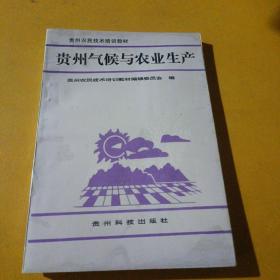 贵州农民技术培训教材
贵州气候与农业生产
贵州农民技术培训教材编辑委员会 编
贵州科技出版社